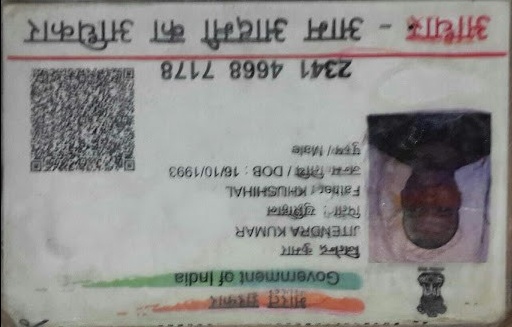 भारत सरकार
Government of India
जितेन्द्र कुमार
JITENDRA KUMAR
पिता : खुशिहाल
Father : KHUSHIHAL
जन्म तिथि / DOB : 16/10/1993
पुरुष / Male
2341 4668 7178
आधार - आम आदमी का अधिकार